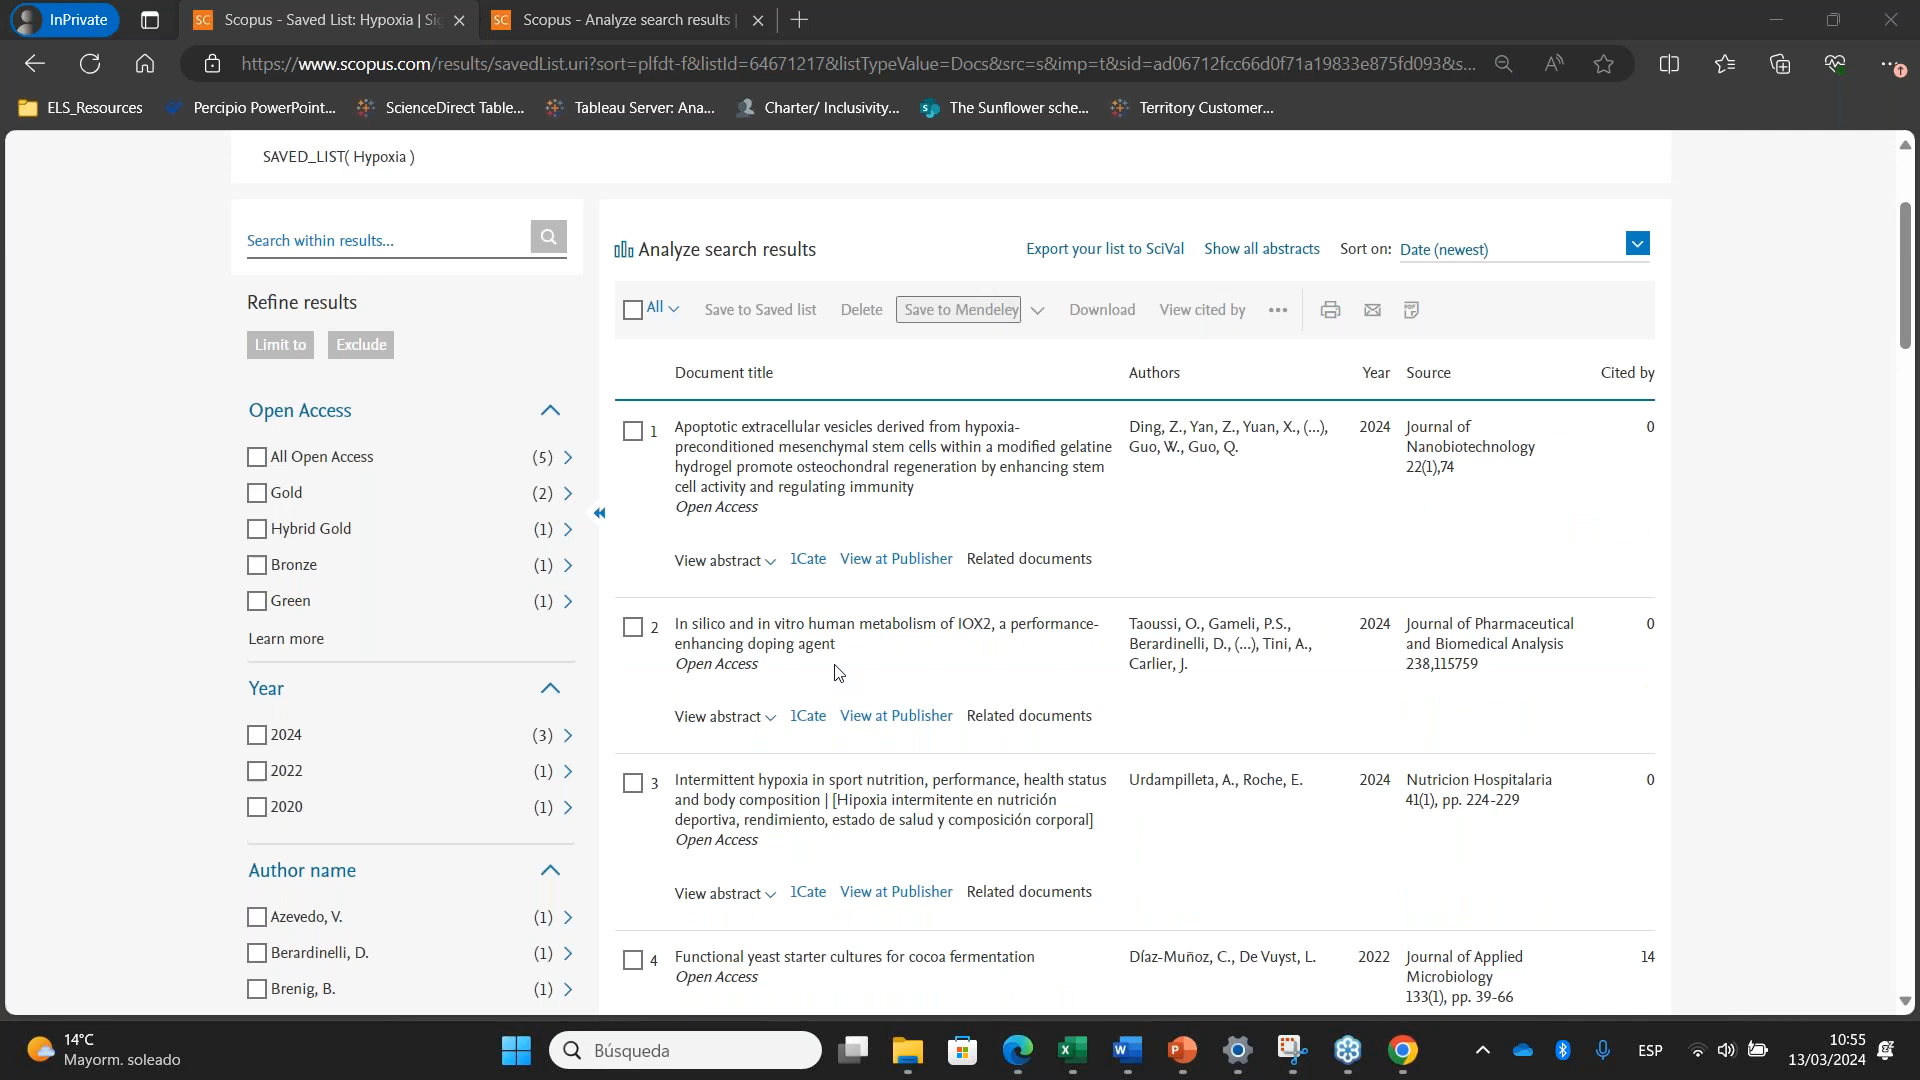 InPrivate
Scopus - Saved List: Hypoxia | Si
Scopus - Analyze search results |
https://www.scopus.com/results/savedList.uri?sort=plfdt-f&listId=64671217&listTypeValue=Docs&src=s&imp=t&sid=ad06712fcc66d0f71a19833e875fd093&s...
ELS_Resources
Percipio PowerPoint...
ScienceDirect Table...
Tableau Server: Ana...
Charter/ Inclusivity...
The Sunflower sche...
Territory Customer...
SAVED_LIST( Hypoxia )
Search within results...
Refine results
Limit to
Exclude
Open Access
All Open Access (5)
Gold (2)
Hybrid Gold (1)
Bronze (1)
Green (1)
Learn more
Year
2024 (3)
2022 (1)
2020 (1)
Author name
Azevedo, V. (1)
Berardinelli, D. (1)
Brenig, B. (1)
Analyze search results
Export your list to SciVal
Show all abstracts
Sort on: Date (newest)
All
Save to Saved list
Delete
Save to Mendeley
Download
View cited by
Document title
Authors
Year
Source
Cited by
1
Apoptotic extracellular vesicles derived from hypoxia-
preconditioned mesenchymal stem cells within a modified gelatine
hydrogel promote osteochondral regeneration by enhancing stem
cell activity and regulating immunity
Open Access
Ding, Z., Yan, Z., Yuan, X., (...),
Guo, W., Guo, Q.
2024
Journal of
Nanobiotechnology
22(1),74
0
View abstract 1Cate View at Publisher Related documents
2
In silico and in vitro human metabolism of IOX2, a performance-
enhancing doping agent
Open Access
Taoussi, O., Gameli, P.S.,
Berardinelli, D., (...), Tini, A.,
Carlier, J.
2024
Journal of Pharmaceutical
and Biomedical Analysis
238,115759
0
View abstract 1Cate View at Publisher Related documents
3
Intermittent hypoxia in sport nutrition, performance, health status
and body composition | [Hipoxia intermitente en nutrición
deportiva, rendimiento, estado de salud y composición corporal]
Open Access
Urdampilleta, A., Roche, E.
2024
Nutricion Hospitalaria
41(1), pp. 224-229
0
View abstract 1Cate View at Publisher Related documents
4
Functional yeast starter cultures for cocoa fermentation
Open Access
Díaz-Muñoz, C., De Vuyst, L.
2022
Journal of Applied
Microbiology
133(1), pp. 39-66
14
14°C
Mayorm. soleado
Búsqueda
ESP
10:55
13/03/2024